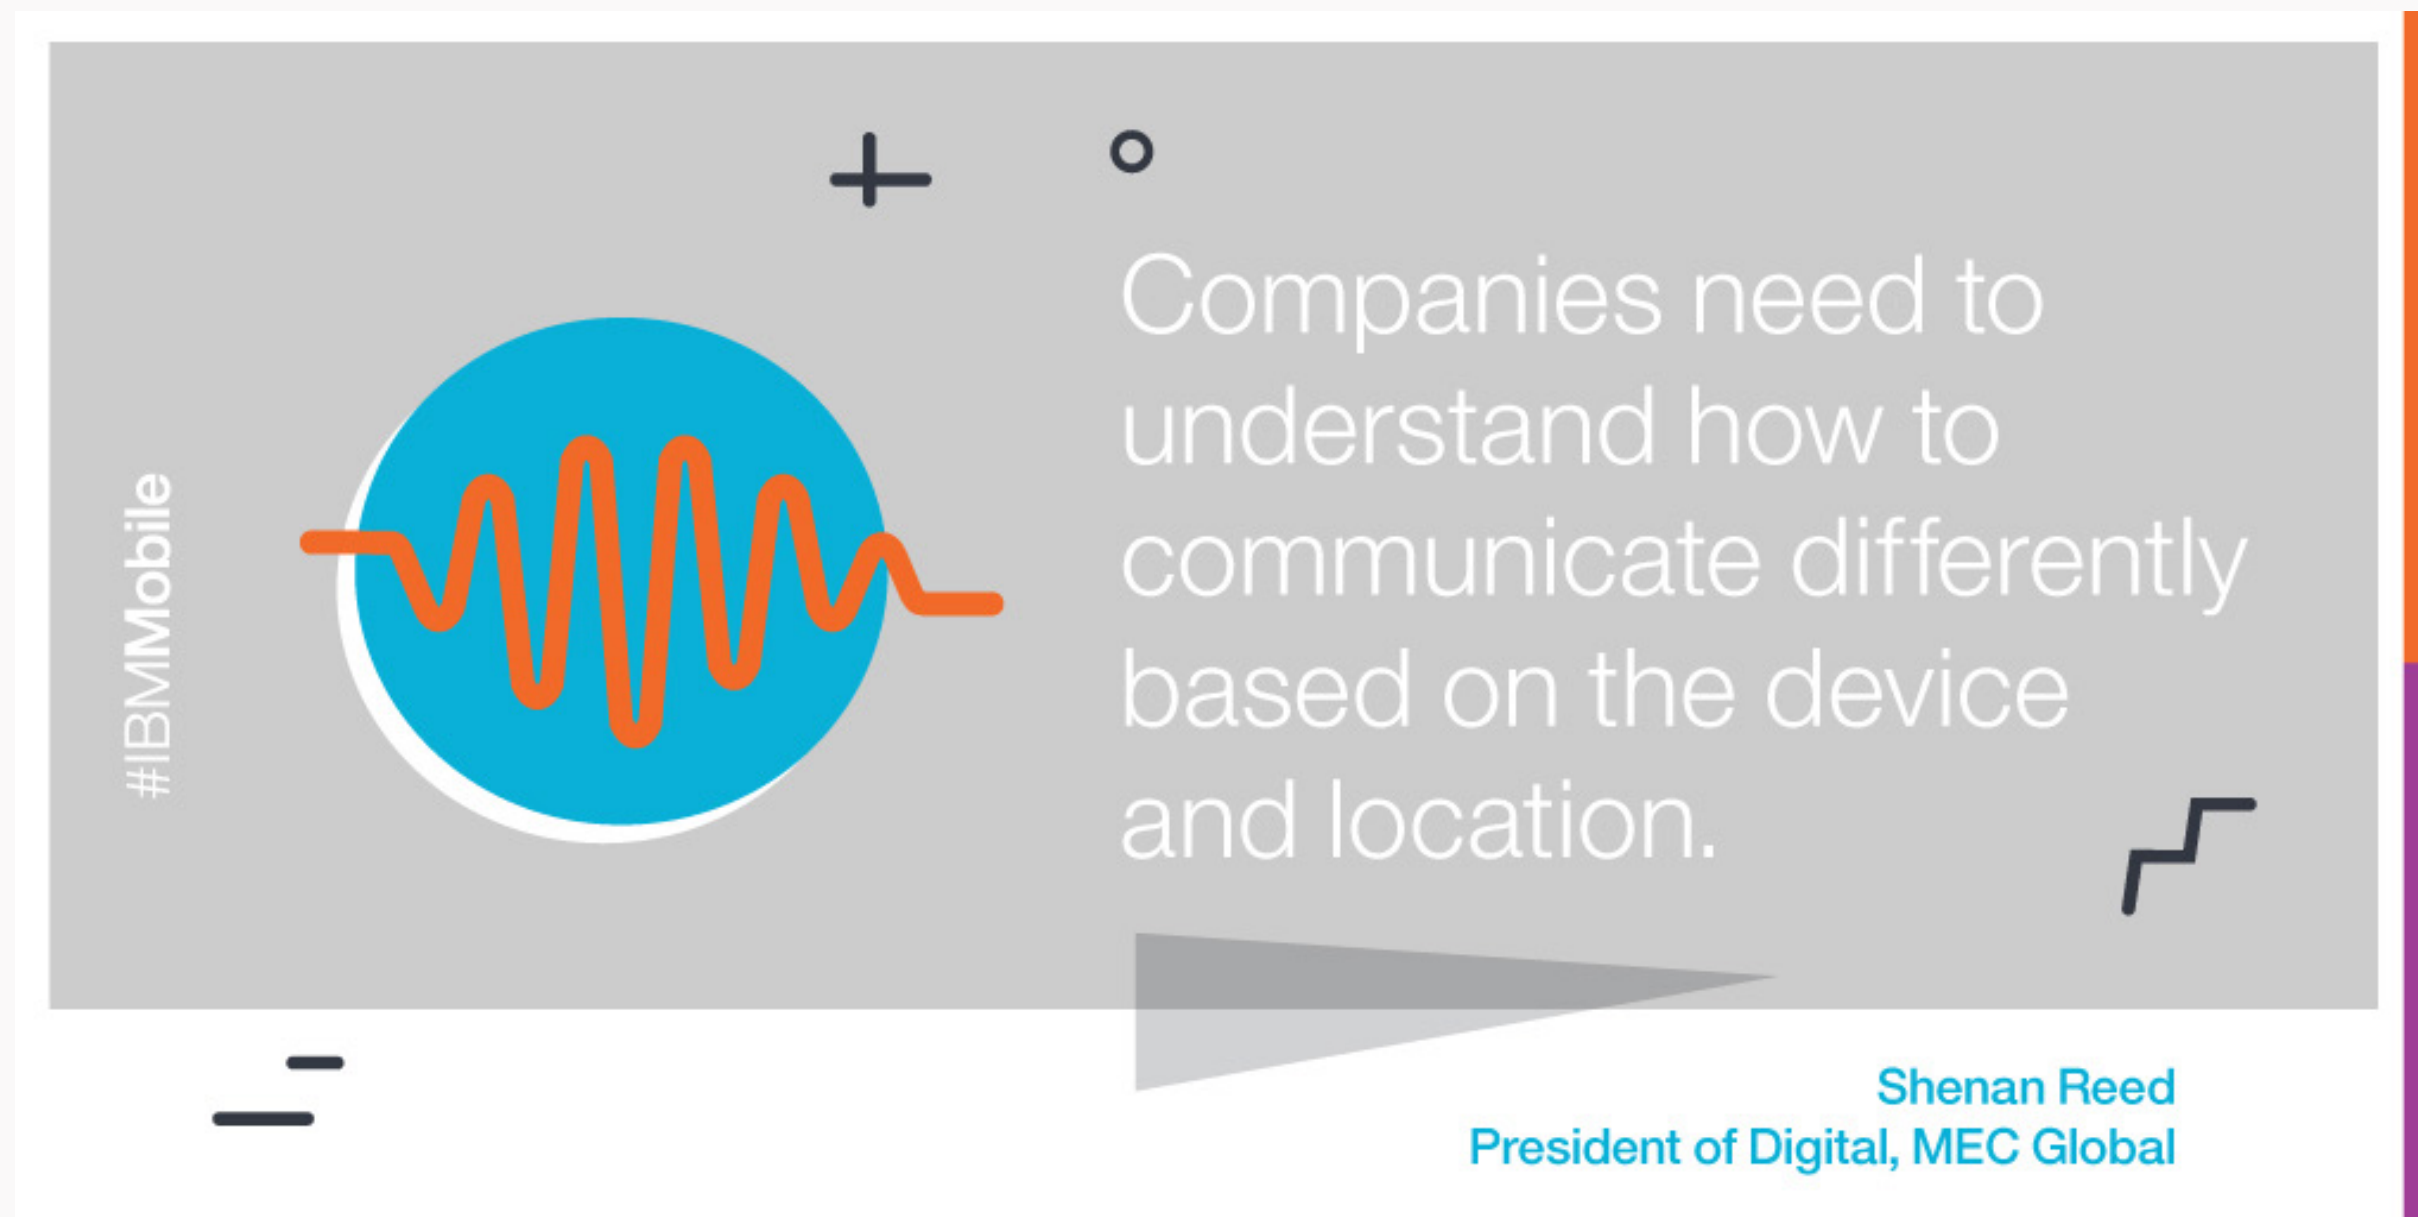 #IBMMobile
Companies need to
understand how to
communicate differently
based on the device
and location.
Shenan Reed
President of Digital, MEC Global